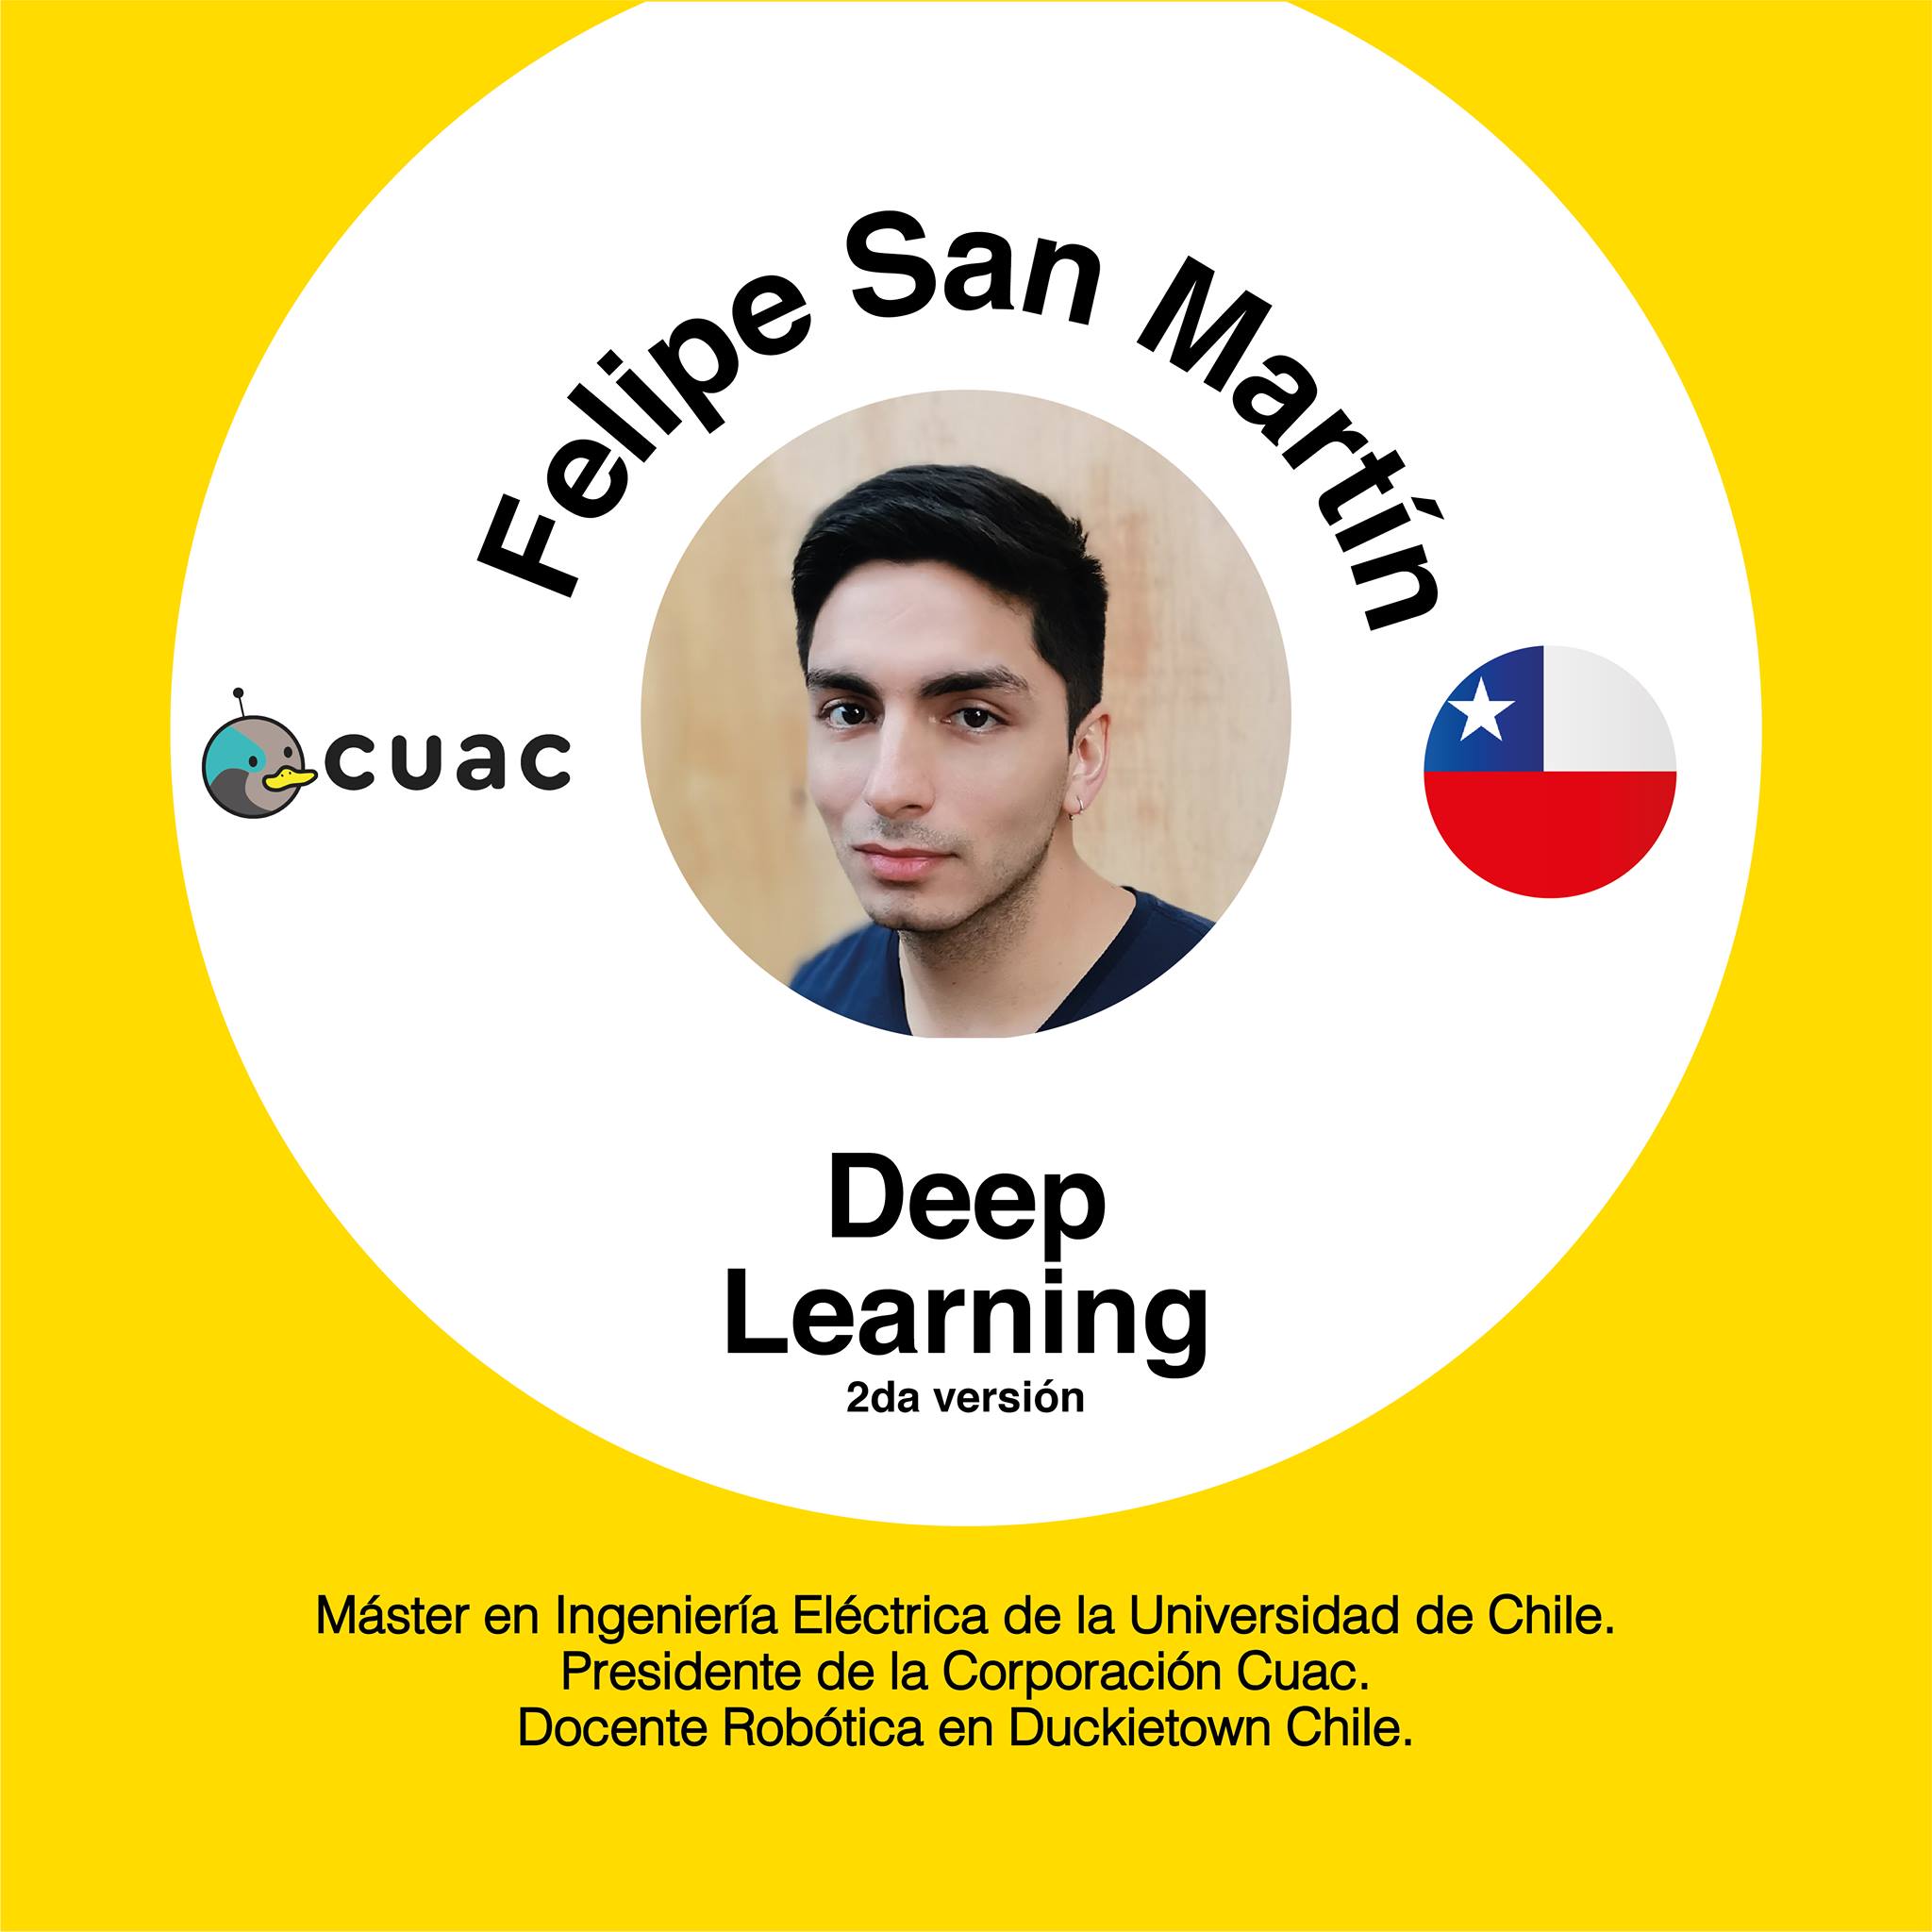 Felipe San Martín
cuac
Deep
Learning
2da versión
Máster en Ingeniería Eléctrica de la Universidad de Chile.
Presidente de la Corporación Cuac.
Docente Robótica en Duckietown Chile.